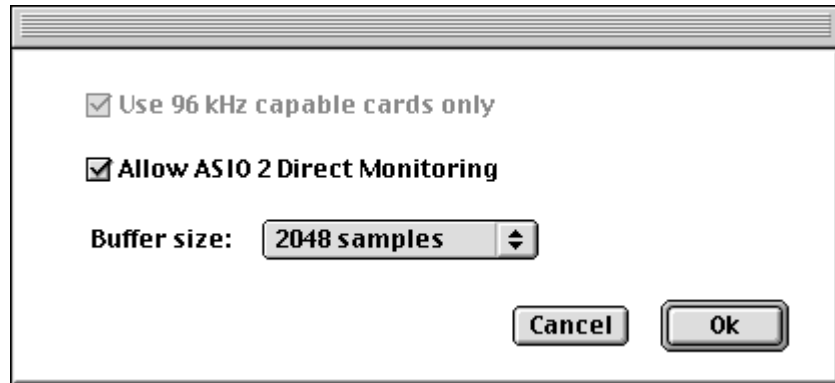 Use 96 kHz capable cards only
Allow ASIO 2 Direct Monitoring
Buffer size: 2048 samples
Cancel Ok